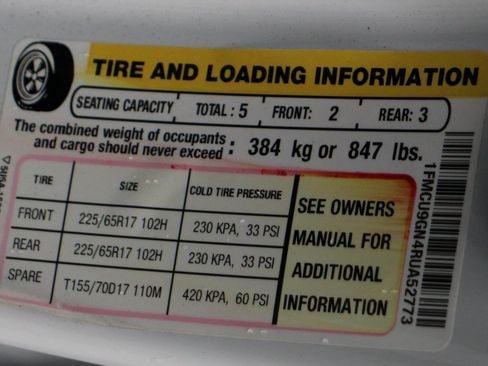 TIRE AND LOADING INFORMATION
SEATING CAPACITY TOTAL : 5 FRONT: 2 REAR: 3
The combined weight of occupants
and cargo should never exceed : 384 kg or 847 lbs.
TIRE SIZE COLD TIRE PRESSURE
FRONT 225/65R17 102H 230 KPA, 33 PSI
REAR 225/65R17 102H 230 KPA, 33 PSI
SPARE T155/70D17 110M 420 KPA, 60 PSI
SEE OWNERS
MANUAL FOR
ADDITIONAL
INFORMATION
1FMCU9GN4RUA52773